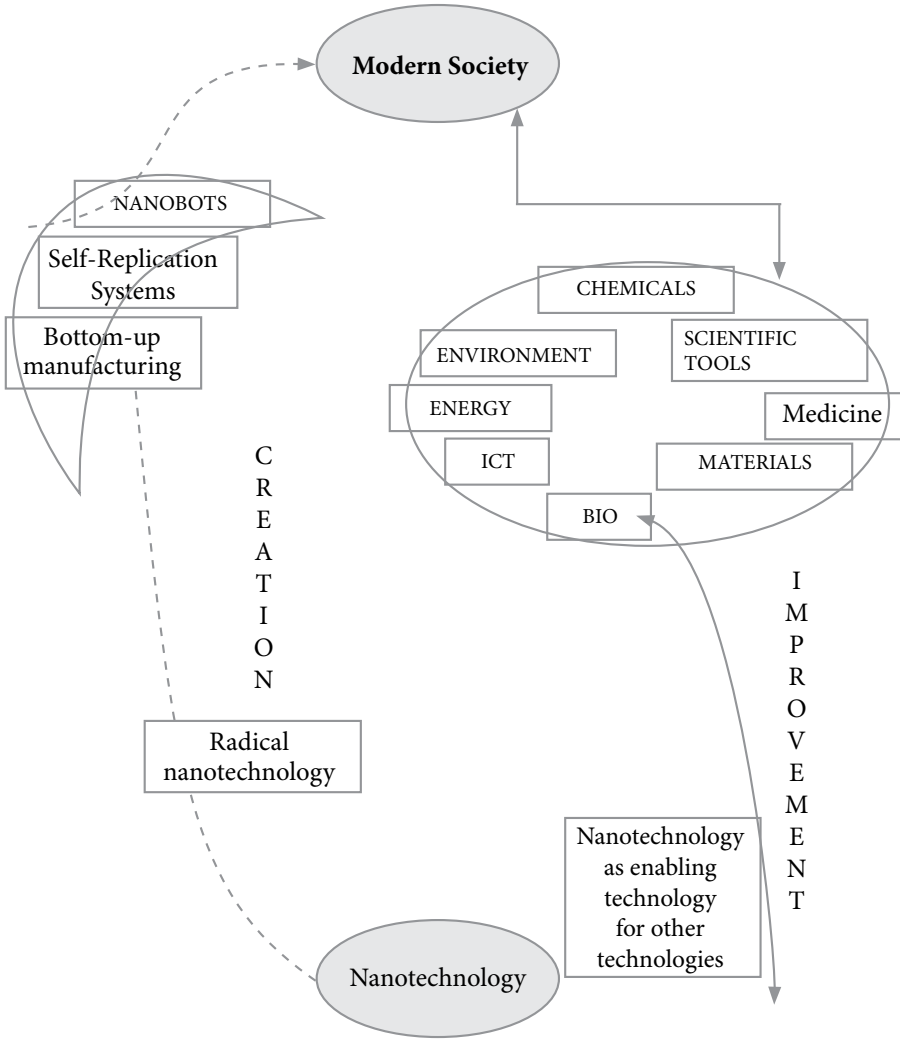 Modern Society
NANOBOTS
Self-Replication
Systems
Bottom-up
manufacturing
CHEMICALS
SCIENTIFIC
TOOLS
ENVIRONMENT
ENERGY
Medicine
ICT
MATERIALS
BIO
C
R
E
A
T
I
O
N
I
M
P
R
O
V
E
M
E
N
T
Radical
nanotechnology
Nanotechnology
as enabling
technology
for other
technologies
Nanotechnology